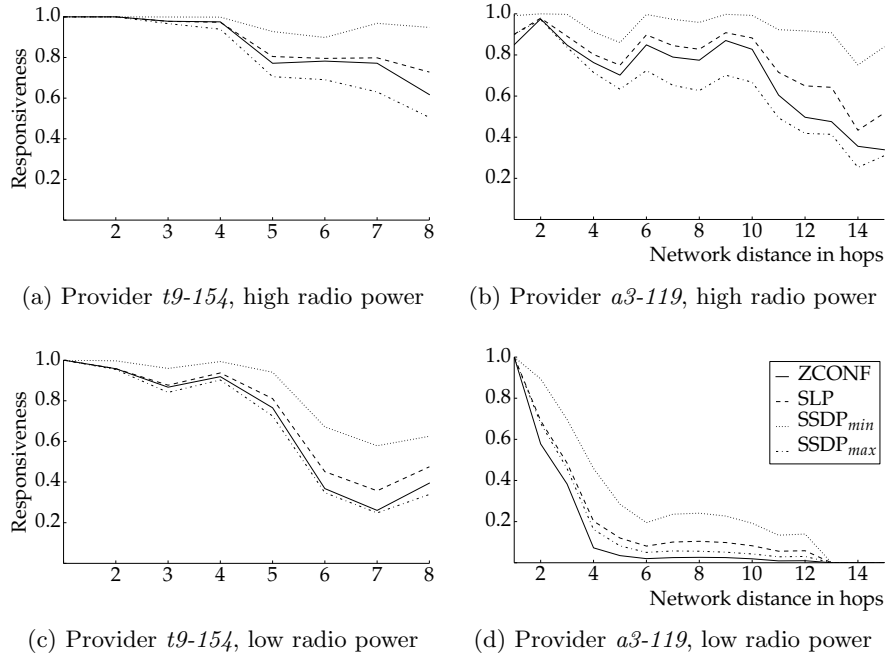 1.0
0.8
0.6
0.4
0.2
Responsiveness
2 3 4 5 6 7 8
(a) Provider t9-154, high radio power
1.0
0.8
0.6
0.4
0.2
2 4 6 8 10 12 14
Network distance in hops
(b) Provider a3-119, high radio power
1.0
0.8
0.6
0.4
0.2
Responsiveness
2 3 4 5 6 7 8
(c) Provider t9-154, low radio power
1.0
0.8
0.6
0.4
0.2
ZCONF
SLP
SSDPmin
SSDPmax
2 4 6 8 10 12 14
Network distance in hops
(d) Provider a3-119, low radio power